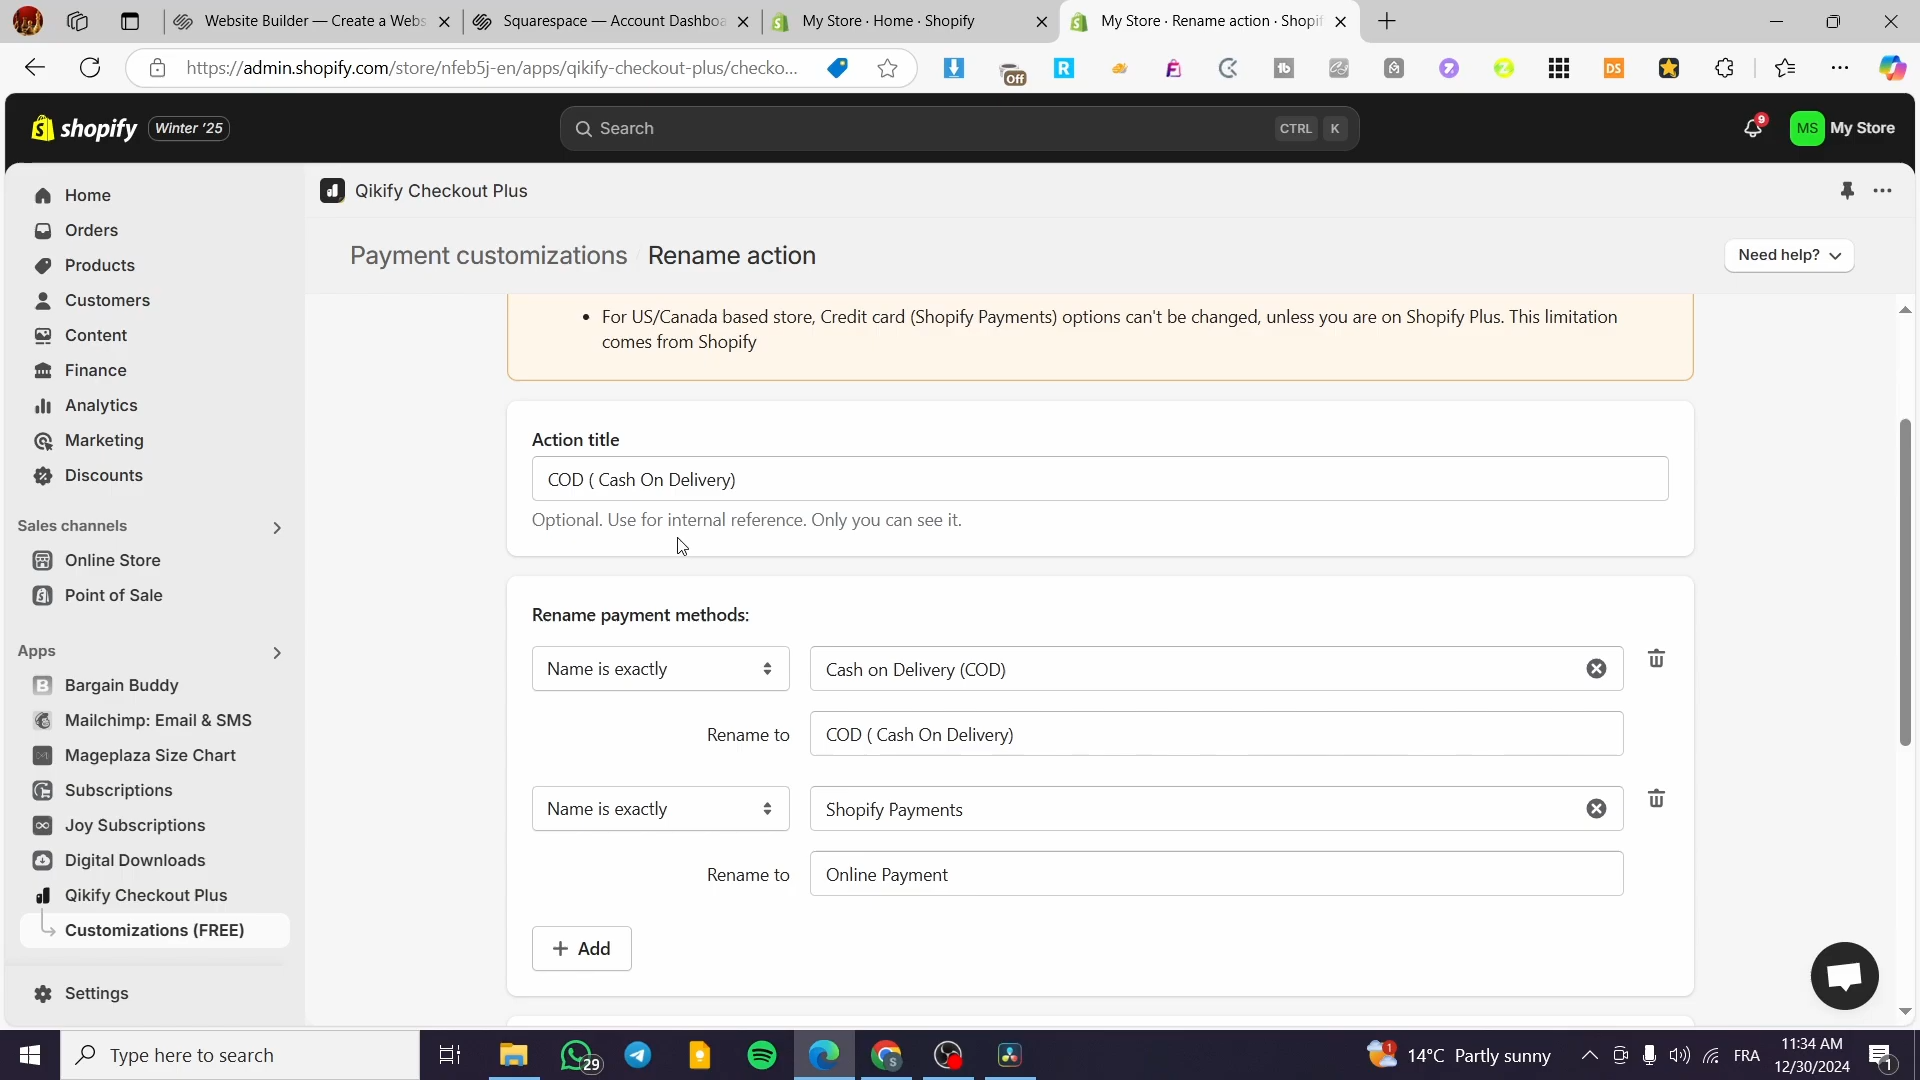 Website Builder — Create a Webs
Squarespace — Account Dashboa
My Store · Home · Shopify
My Store · Rename action · Shopif
https://admin.shopify.com/store/nfeb5j-en/apps/qikify-checkout-plus/checko...
Off
R
tb
DS
shopify
Winter '25
Search
CTRL K
9
MS
My Store
Home
Orders
Products
Customers
Content
Finance
Analytics
Marketing
Discounts
Sales channels
Online Store
Point of Sale
Apps
Bargain Buddy
Mailchimp: Email & SMS
Mageplaza Size Chart
Subscriptions
Joy Subscriptions
Digital Downloads
Qikify Checkout Plus
Customizations (FREE)
Settings
Qikify Checkout Plus
Payment customizations Rename action
Need help?
• For US/Canada based store, Credit card (Shopify Payments) options can't be changed, unless you are on Shopify Plus. This limitation
comes from Shopify
Action title
COD ( Cash On Delivery)
Optional. Use for internal reference. Only you can see it.
Rename payment methods:
Name is exactly
Cash on Delivery (COD)
Rename to
COD ( Cash On Delivery)
Name is exactly
Shopify Payments
Rename to
Online Payment
+ Add
Type here to search
29
S
1
14°C Partly sunny
FRA
11:34 AM
12/30/2024
1